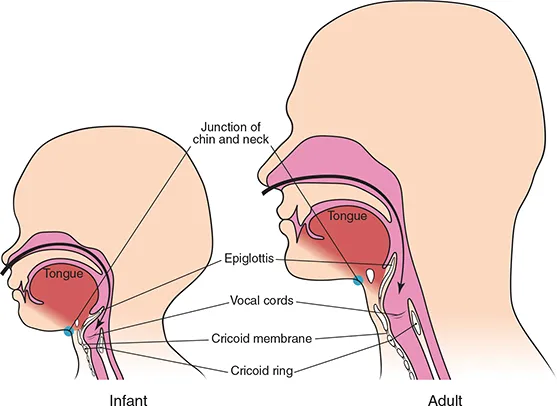 Junction of
chin and neck
Tongue
Tongue
Epiglottis
Vocal cords
Cricoid membrane
Cricoid ring
Infant
Adult